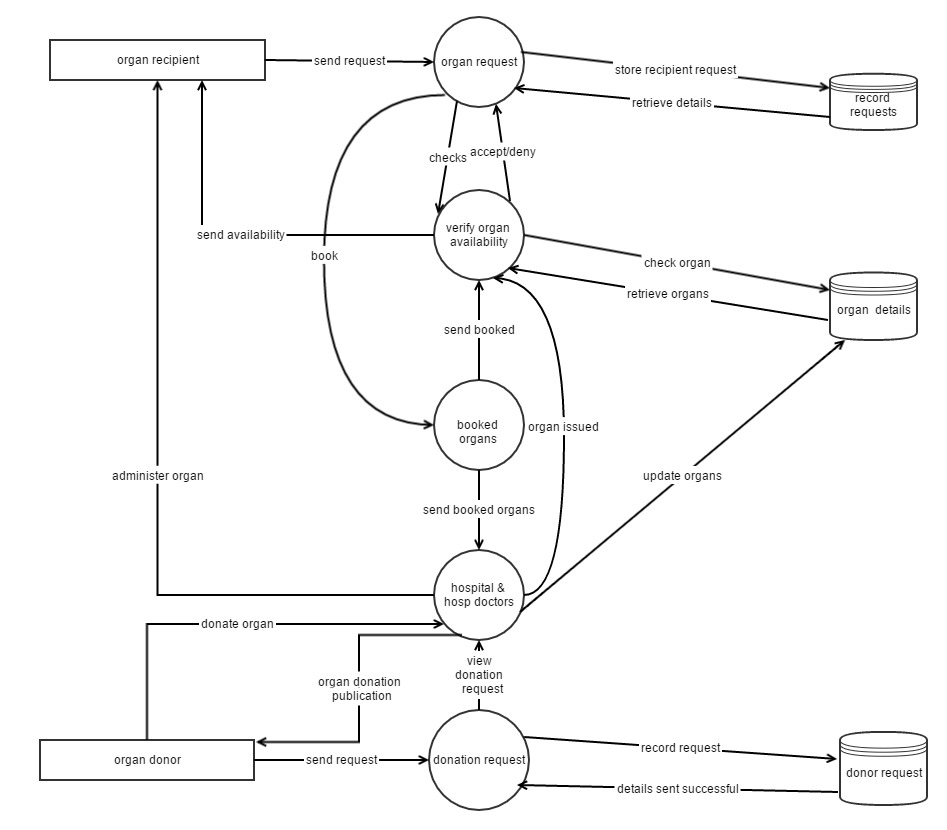 organ recipient
send request
organ request
store recipient request
retrieve details
record
requests
checks
accept/deny
verify organ
availability
send availability
book
check organ
retrieve organs
organ details
send booked
booked
organs
organ issued
administer organ
update organs
send booked organs
hospital &
hosp doctors
donate organ
view
donation
request
organ donation
publication
organ donor
send request
donation request
record request
details sent successful
donor request